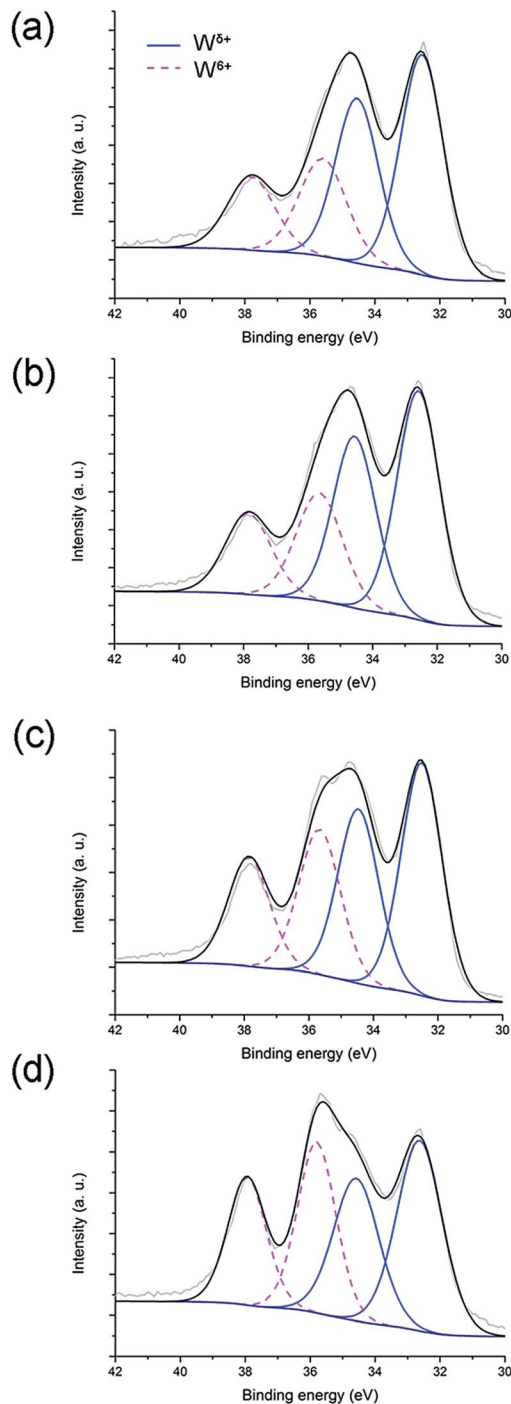 (a)
W^δ+
W^6+
Intensity (a. u.)
42 40 38 36 34 32 30
Binding energy (eV)
(b)
Intensity (a. u.)
42 40 38 36 34 32 30
Binding energy (eV)
(c)
Intensity (a. u.)
42 40 38 36 34 32 30
Binding energy (eV)
(d)
Intensity (a. u.)
42 40 38 36 34 32 30
Binding energy (eV)